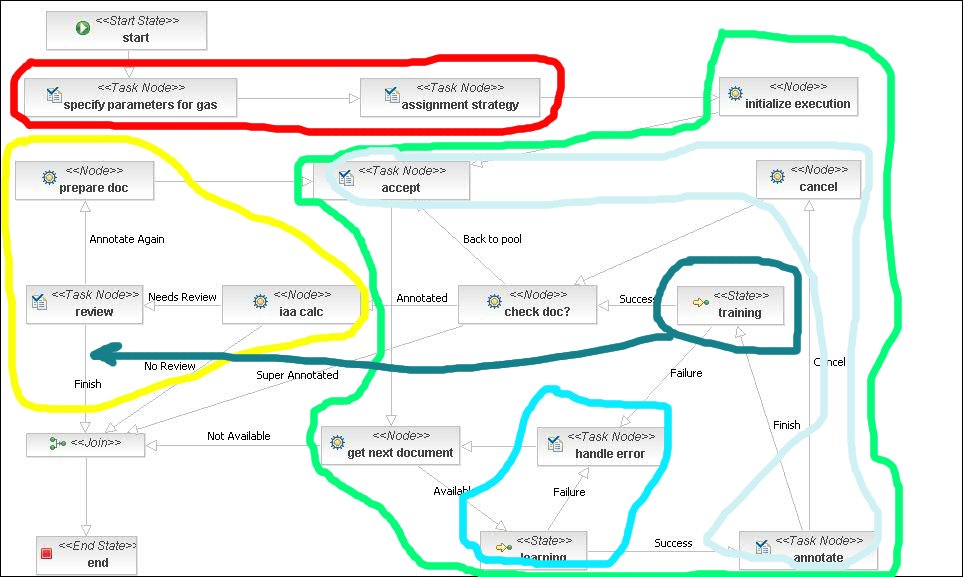 <<Start State>>
start
<<Task Node>>
specify parameters for gas
<<Task Node>>
assignment strategy
<<Node>>
initialize execution
<<Node>>
prepare doc
<<Task Node>>
accept
<<Node>>
cancel
Annotate Again
Back to pool
<<Task Node>>
review
Needs Review
<<Node>>
iaa calc
Annotated
<<Node>>
check doc?
Success
<<State>>
training
No Review
Super Annotated
Failure
Cancel
Finish
Finish
<<Join>>
Not Available
<<Node>>
get next document
<<Task Node>>
handle error
Available
Failure
<<End State>>
end
<<State>>
learning
Success
<<Task Node>>
annotate